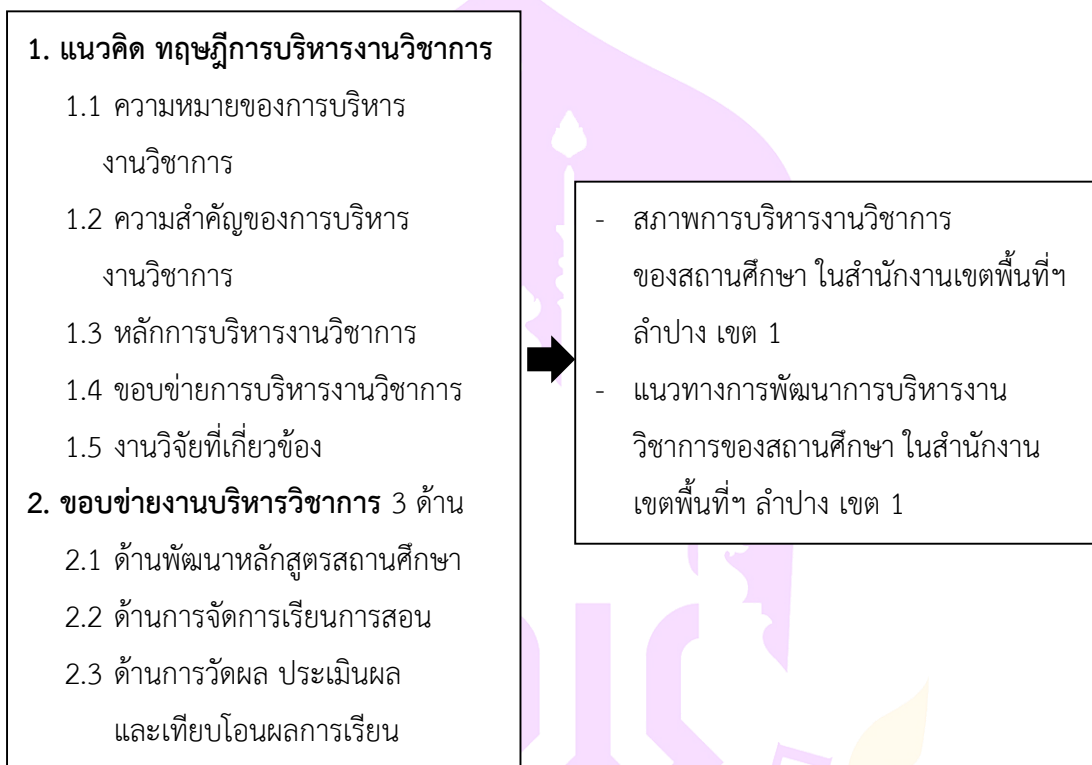 1. แนวคิด ทฤษฎีการบริหารงานวิชาการ
1.1 ความหมายของการบริหาร
งานวิชาการ
1.2 ความสำคัญของการบริหาร
งานวิชาการ
1.3 หลักการบริหารงานวิชาการ
1.4 ขอบข่ายการบริหารงานวิชาการ
1.5 งานวิจัยที่เกี่ยวข้อง
2. ขอบข่ายงานบริหารวิชาการ 3 ด้าน
2.1 ด้านพัฒนาหลักสูตรสถานศึกษา
2.2 ด้านการจัดการเรียนการสอน
2.3 ด้านการวัดผล ประเมินผล
และเทียบโอนผลการเรียน
- สภาพการบริหารงานวิชาการ
ของสถานศึกษา ในสำนักงานเขตพื้นที่ฯ
ลำปาง เขต 1
- แนวทางการพัฒนาการบริหารงาน
วิชาการของสถานศึกษา ในสำนักงาน
เขตพื้นที่ฯ ลำปาง เขต 1